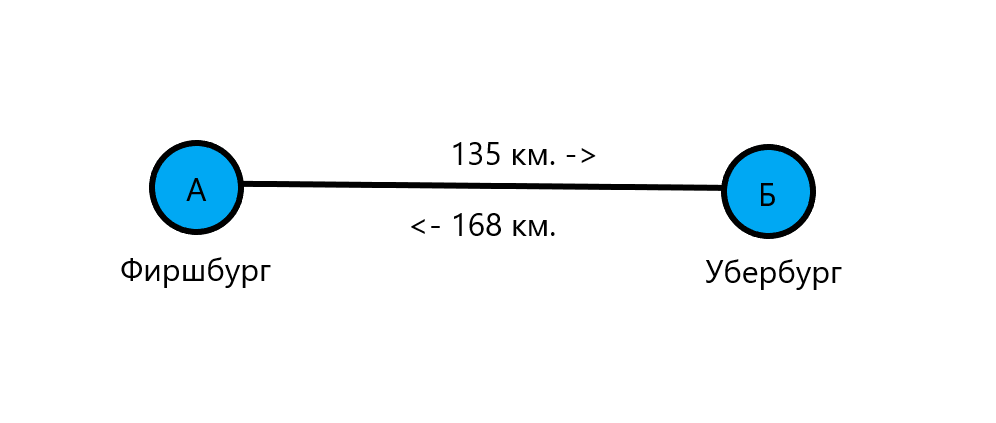 135 км. ->
А
Б
<- 168 км.
Фиршбург
Убербург